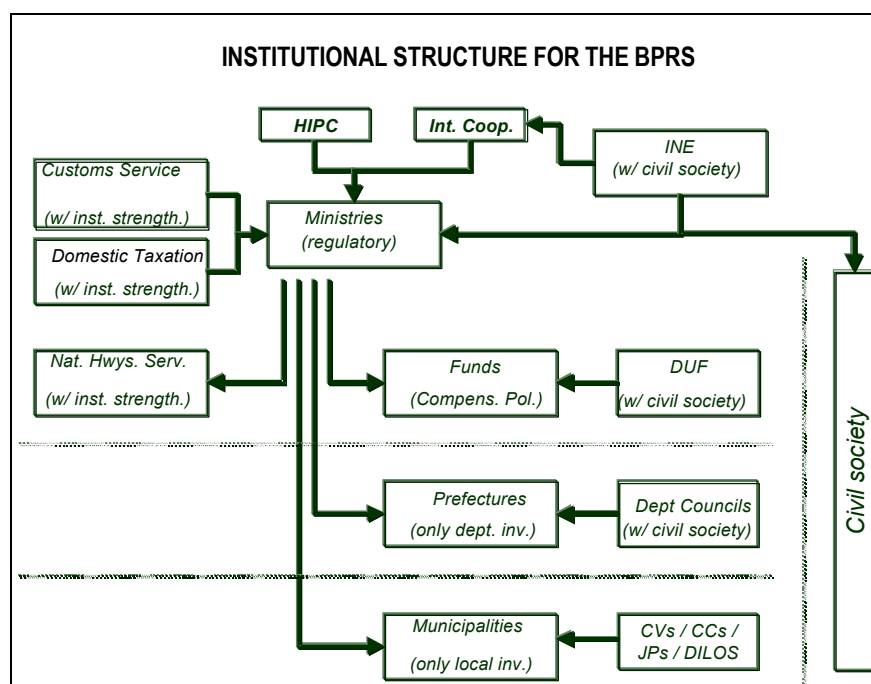 INSTITUTIONAL STRUCTURE FOR THE BPRS
HIPC
Int. Coop.
INE
(w/ civil society)
Customs Service
(w/ inst. strength.)
Ministries
(regulatory)
Domestic Taxation
(w/ inst. strength.)
Nat. Hwys. Serv.
(w/ inst. strength.)
Funds
(Compens. Pol.)
DUF
(w/ civil society)
Prefectures
(only dept. inv.)
Dept Councils
(w/ civil society)
Municipalities
(only local inv.)
CVs / CCs /
JPs / DILOS
Civil society